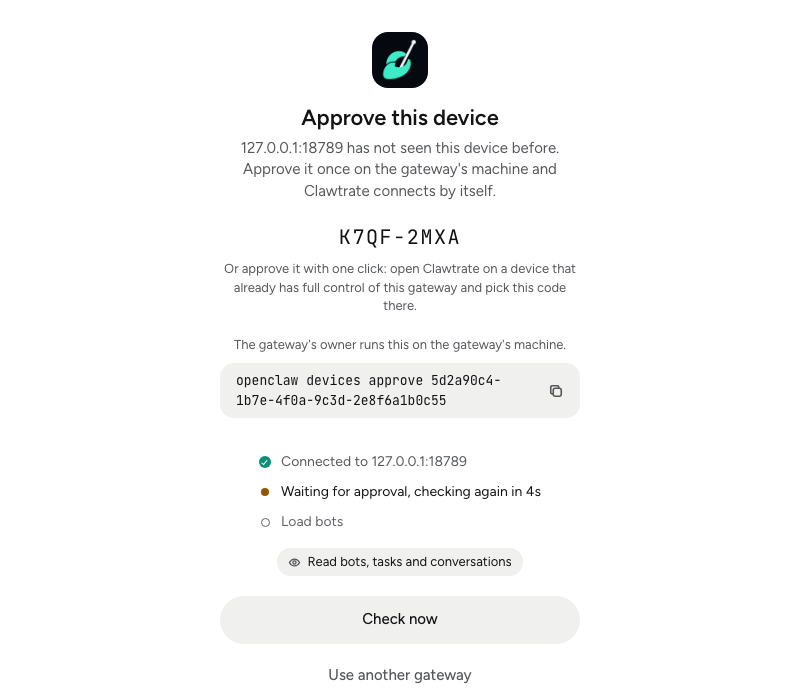 Approve this device
127.0.0.1:18789 has not seen this device before.
Approve it once on the gateway's machine and
Clawtrate connects by itself.
K7QF-2MXA
Or approve it with one click: open Clawtrate on a device that
already has full control of this gateway and pick this code
there.
The gateway's owner runs this on the gateway's machine.
openclaw devices approve 5d2a90c4-
1b7e-4f0a-9c3d-2e8f6a1b0c55
Connected to 127.0.0.1:18789
Waiting for approval, checking again in 4s
Load bots
Read bots, tasks and conversations
Check now
Use another gateway